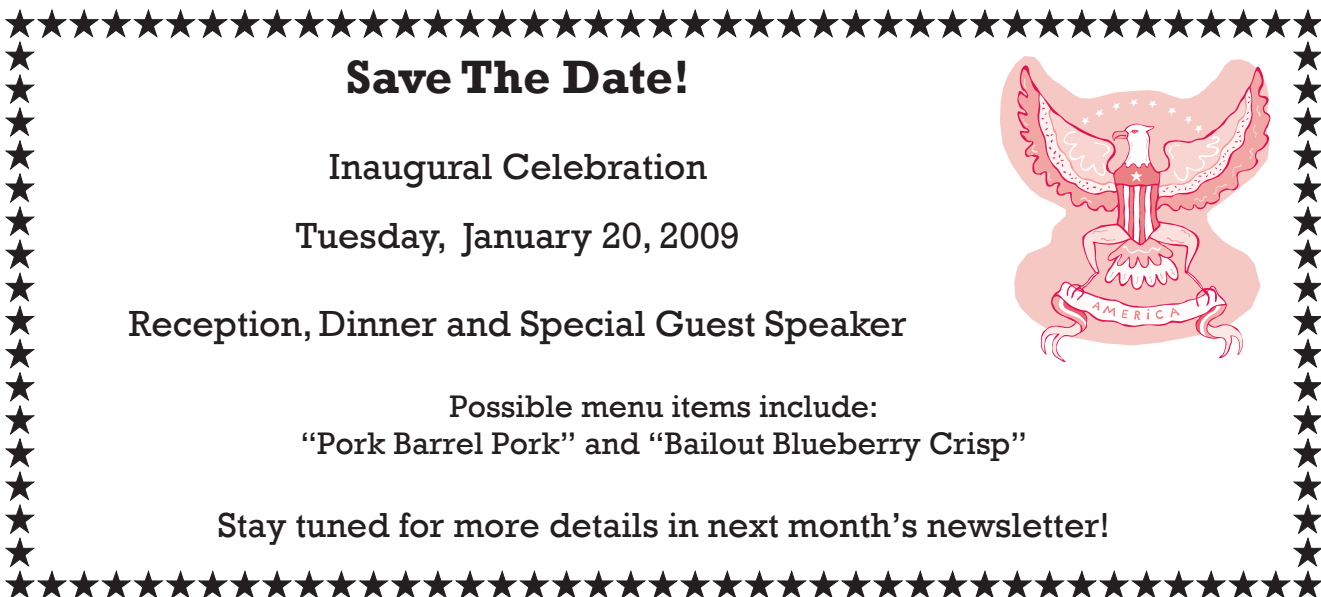 Save The Date!
Inaugural Celebration
Tuesday, January 20, 2009
Reception, Dinner and Special Guest Speaker
AMERiCA
Possible menu items include:
“Pork Barrel Pork” and “Bailout Blueberry Crisp”
Stay tuned for more details in next month’s newsletter!